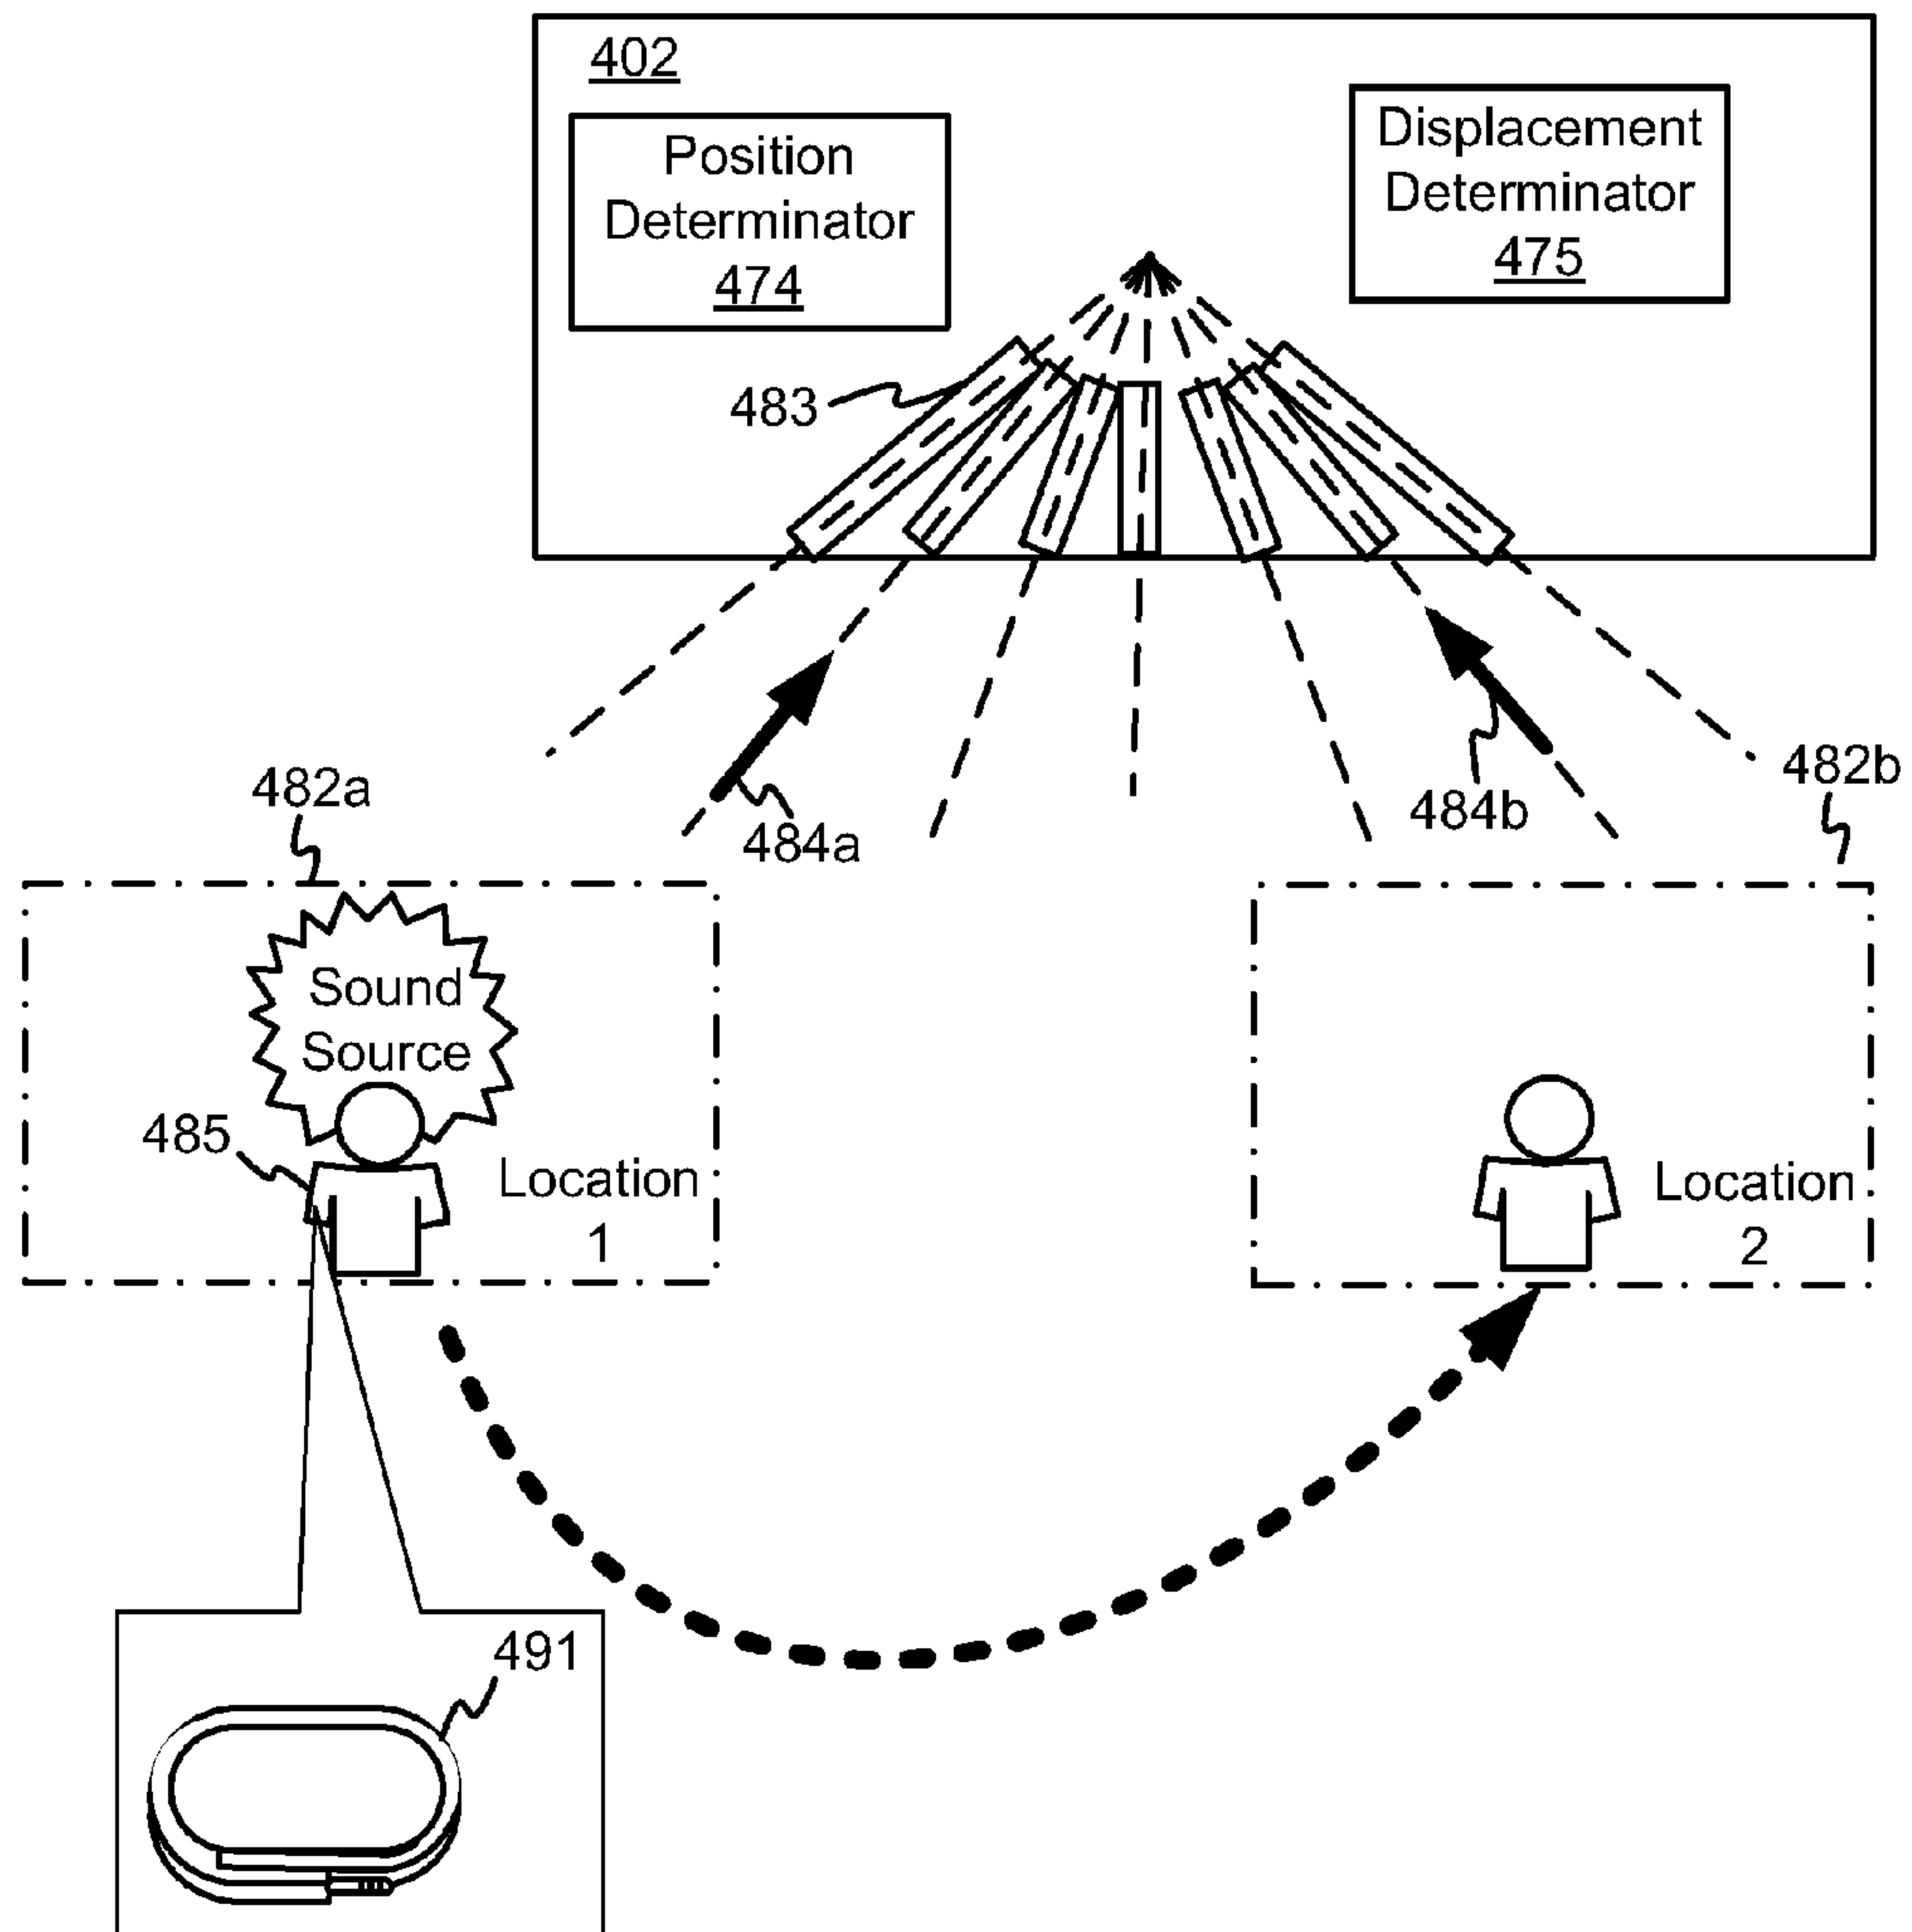 402
Position
Determinator
474
Displacement
Determinator
475
483
482a
484a
484b
482b
Sound
Source
485
Location
1
Location
2
491